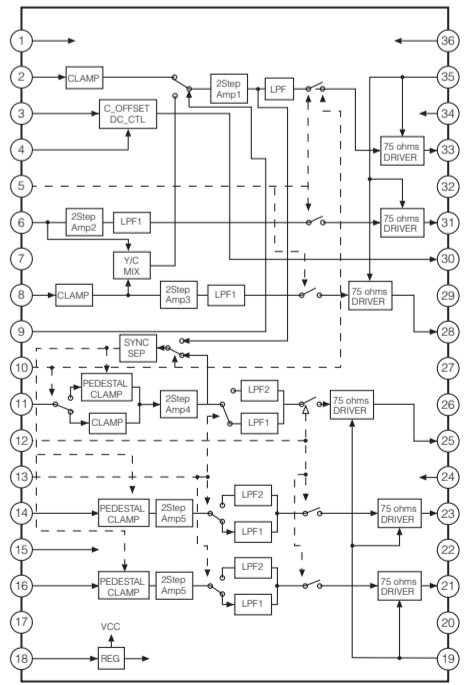 1
36
2
CLAMP
2Step
Amp1
LPF
35
3
C_OFFSET
DC_CTL
34
4
75 ohms
DRIVER
33
5
32
6
2Step
Amp2
LPF1
75 ohms
DRIVER
31
7
Y/C
MIX
30
8
CLAMP
2Step
Amp3
LPF1
75 ohms
DRIVER
29
9
28
SYNC
SEP
10
27
PEDESTAL
CLAMP
LPF2
11
CLAMP
2Step
Amp4
LPF1
75 ohms
DRIVER
26
12
25
13
24
LPF2
14
PEDESTAL
CLAMP
2Step
Amp5
75 ohms
DRIVER
23
LPF1
15
22
LPF2
16
PEDESTAL
CLAMP
2Step
Amp5
75 ohms
DRIVER
21
LPF1
17
VCC
20
18
REG
19